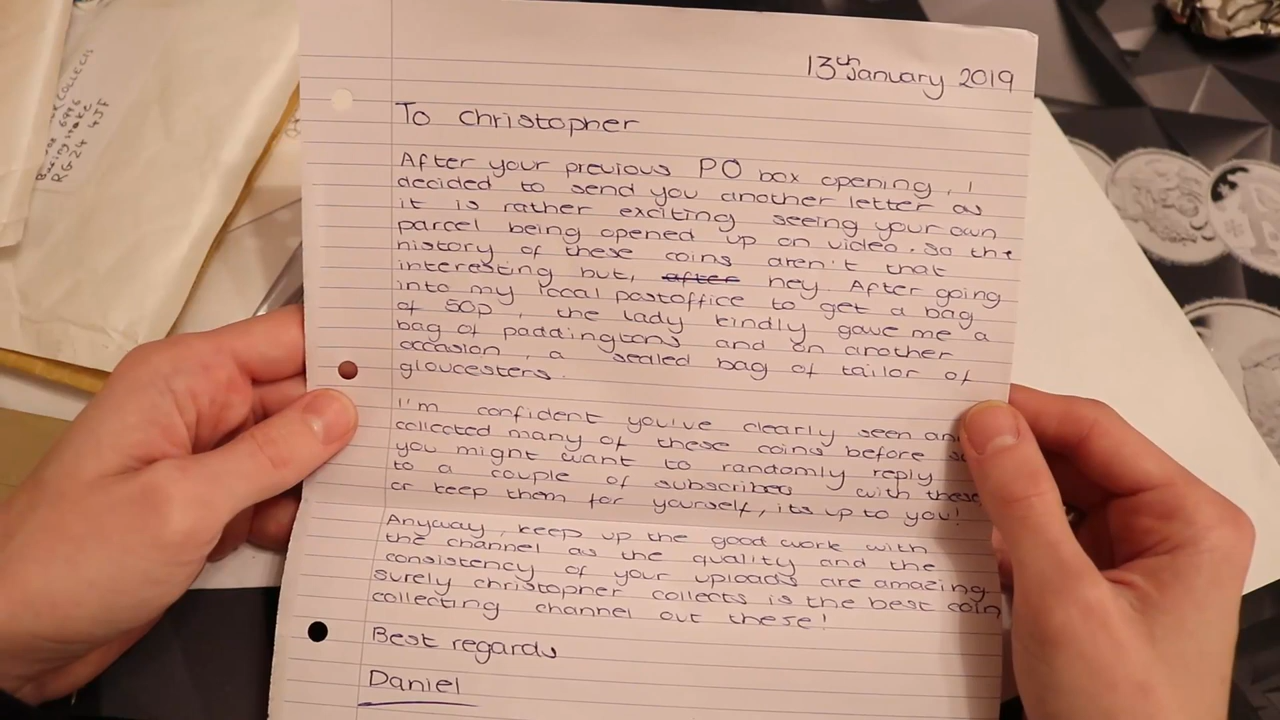 13th January 2019
To christopher
After your previous PO box opening, I
decided to send you another letter as
it is rather exciting seeing your own
parcel being opened up on video. So the
history of these coins aren't that
interesting but, after hey. After going
into my local postoffice to get a bag
of 50p, the lady kindly gave me a
bag of paddingtons and on another
occasion, a sealed bag of tailor of
gloucesters.
I'm confident you've clearly seen an
collected many of these coins before
you might want to randomly reply
to a couple of subscribers with these
or keep them for yourself, its up to you!
Anyway, keep up the good work with
the channel as the quality and the
consistency of your uploads are amazing
surely christopher collects is the best coin
collecting channel out these!
Best regards
Daniel
COLLECTS
6996
Basingstoke
RG24 4JF